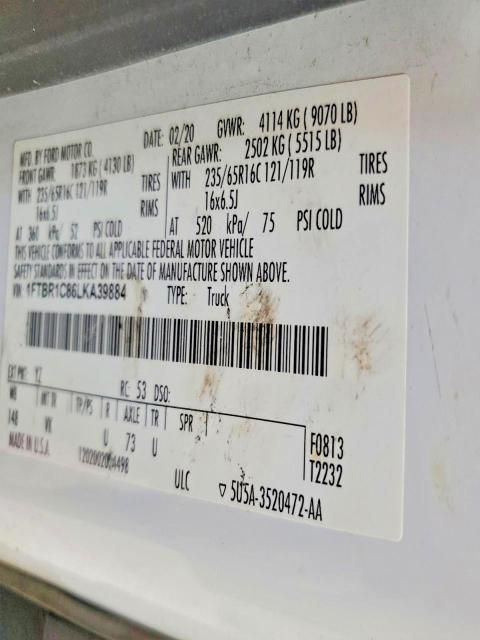 MFD. BY FORD MOTOR CO.
DATE: 02/20 GVWR: 4114 KG ( 9070 LB)
FRONT GAWR: 1873 KG ( 4130 LB)
REAR GAWR: 2502 KG ( 5515 LB)
WITH 235/65R16C 121/119R TIRES
WITH 235/65R16C 121/119R TIRES
16x6.5J RIMS
16x6.5J RIMS
AT 360 kPa/ 52 PSI COLD
AT 520 kPa/ 75 PSI COLD
THIS VEHICLE CONFORMS TO ALL APPLICABLE FEDERAL MOTOR VEHICLE
SAFETY STANDARDS IN EFFECT ON THE DATE OF MANUFACTURE SHOWN ABOVE.
VIN: 1FTBR1C86LKA39884 TYPE: Truck
EXT PNT: YZ RC: 53 DSO:
WB INT TR TP/PS R AXLE TR SPR
148 VK U 73 U
F0813
T2232
MADE IN U.S.A.
ULC
5U5A-3520472-AA